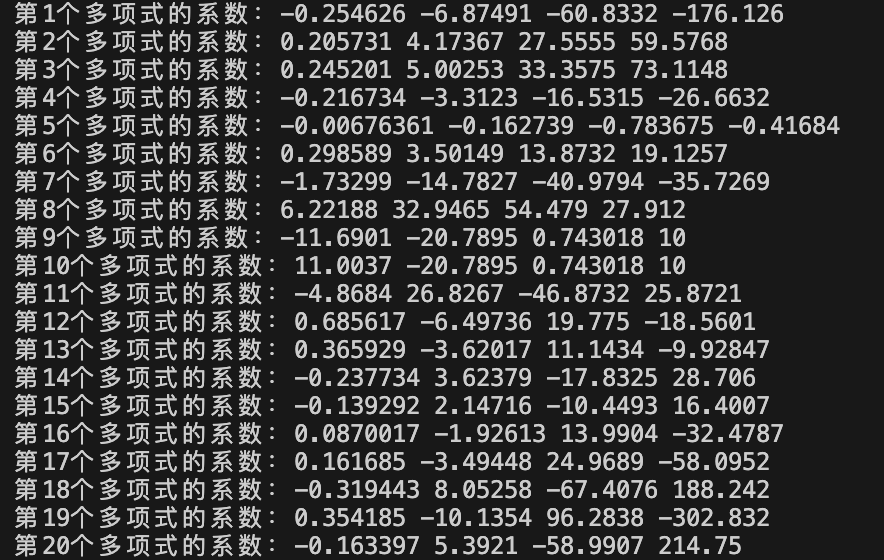 第1个多项式的系数: -0.254626 -6.87491 -60.8332 -176.126
第2个多项式的系数: 0.205731 4.17367 27.5555 59.5768
第3个多项式的系数: 0.245201 5.00253 33.3575 73.1148
第4个多项式的系数: -0.216734 -3.3123 -16.5315 -26.6632
第5个多项式的系数: -0.00676361 -0.162739 -0.783675 -0.41684
第6个多项式的系数: 0.298589 3.50149 13.8732 19.1257
第7个多项式的系数: -1.73299 -14.7827 -40.9794 -35.7269
第8个多项式的系数: 6.22188 32.9465 54.479 27.912
第9个多项式的系数: -11.6901 -20.7895 0.743018 10
第10个多项式的系数: 11.0037 -20.7895 0.743018 10
第11个多项式的系数: -4.8684 26.8267 -46.8732 25.8721
第12个多项式的系数: 0.685617 -6.49736 19.775 -18.5601
第13个多项式的系数: 0.365929 -3.62017 11.1434 -9.92847
第14个多项式的系数: -0.237734 3.62379 -17.8325 28.706
第15个多项式的系数: -0.139292 2.14716 -10.4493 16.4007
第16个多项式的系数: 0.0870017 -1.92613 13.9904 -32.4787
第17个多项式的系数: 0.161685 -3.49448 24.9689 -58.0952
第18个多项式的系数: -0.319443 8.05258 -67.4076 188.242
第19个多项式的系数: 0.354185 -10.1354 96.2838 -302.832
第20个多项式的系数: -0.163397 5.3921 -58.9907 214.75